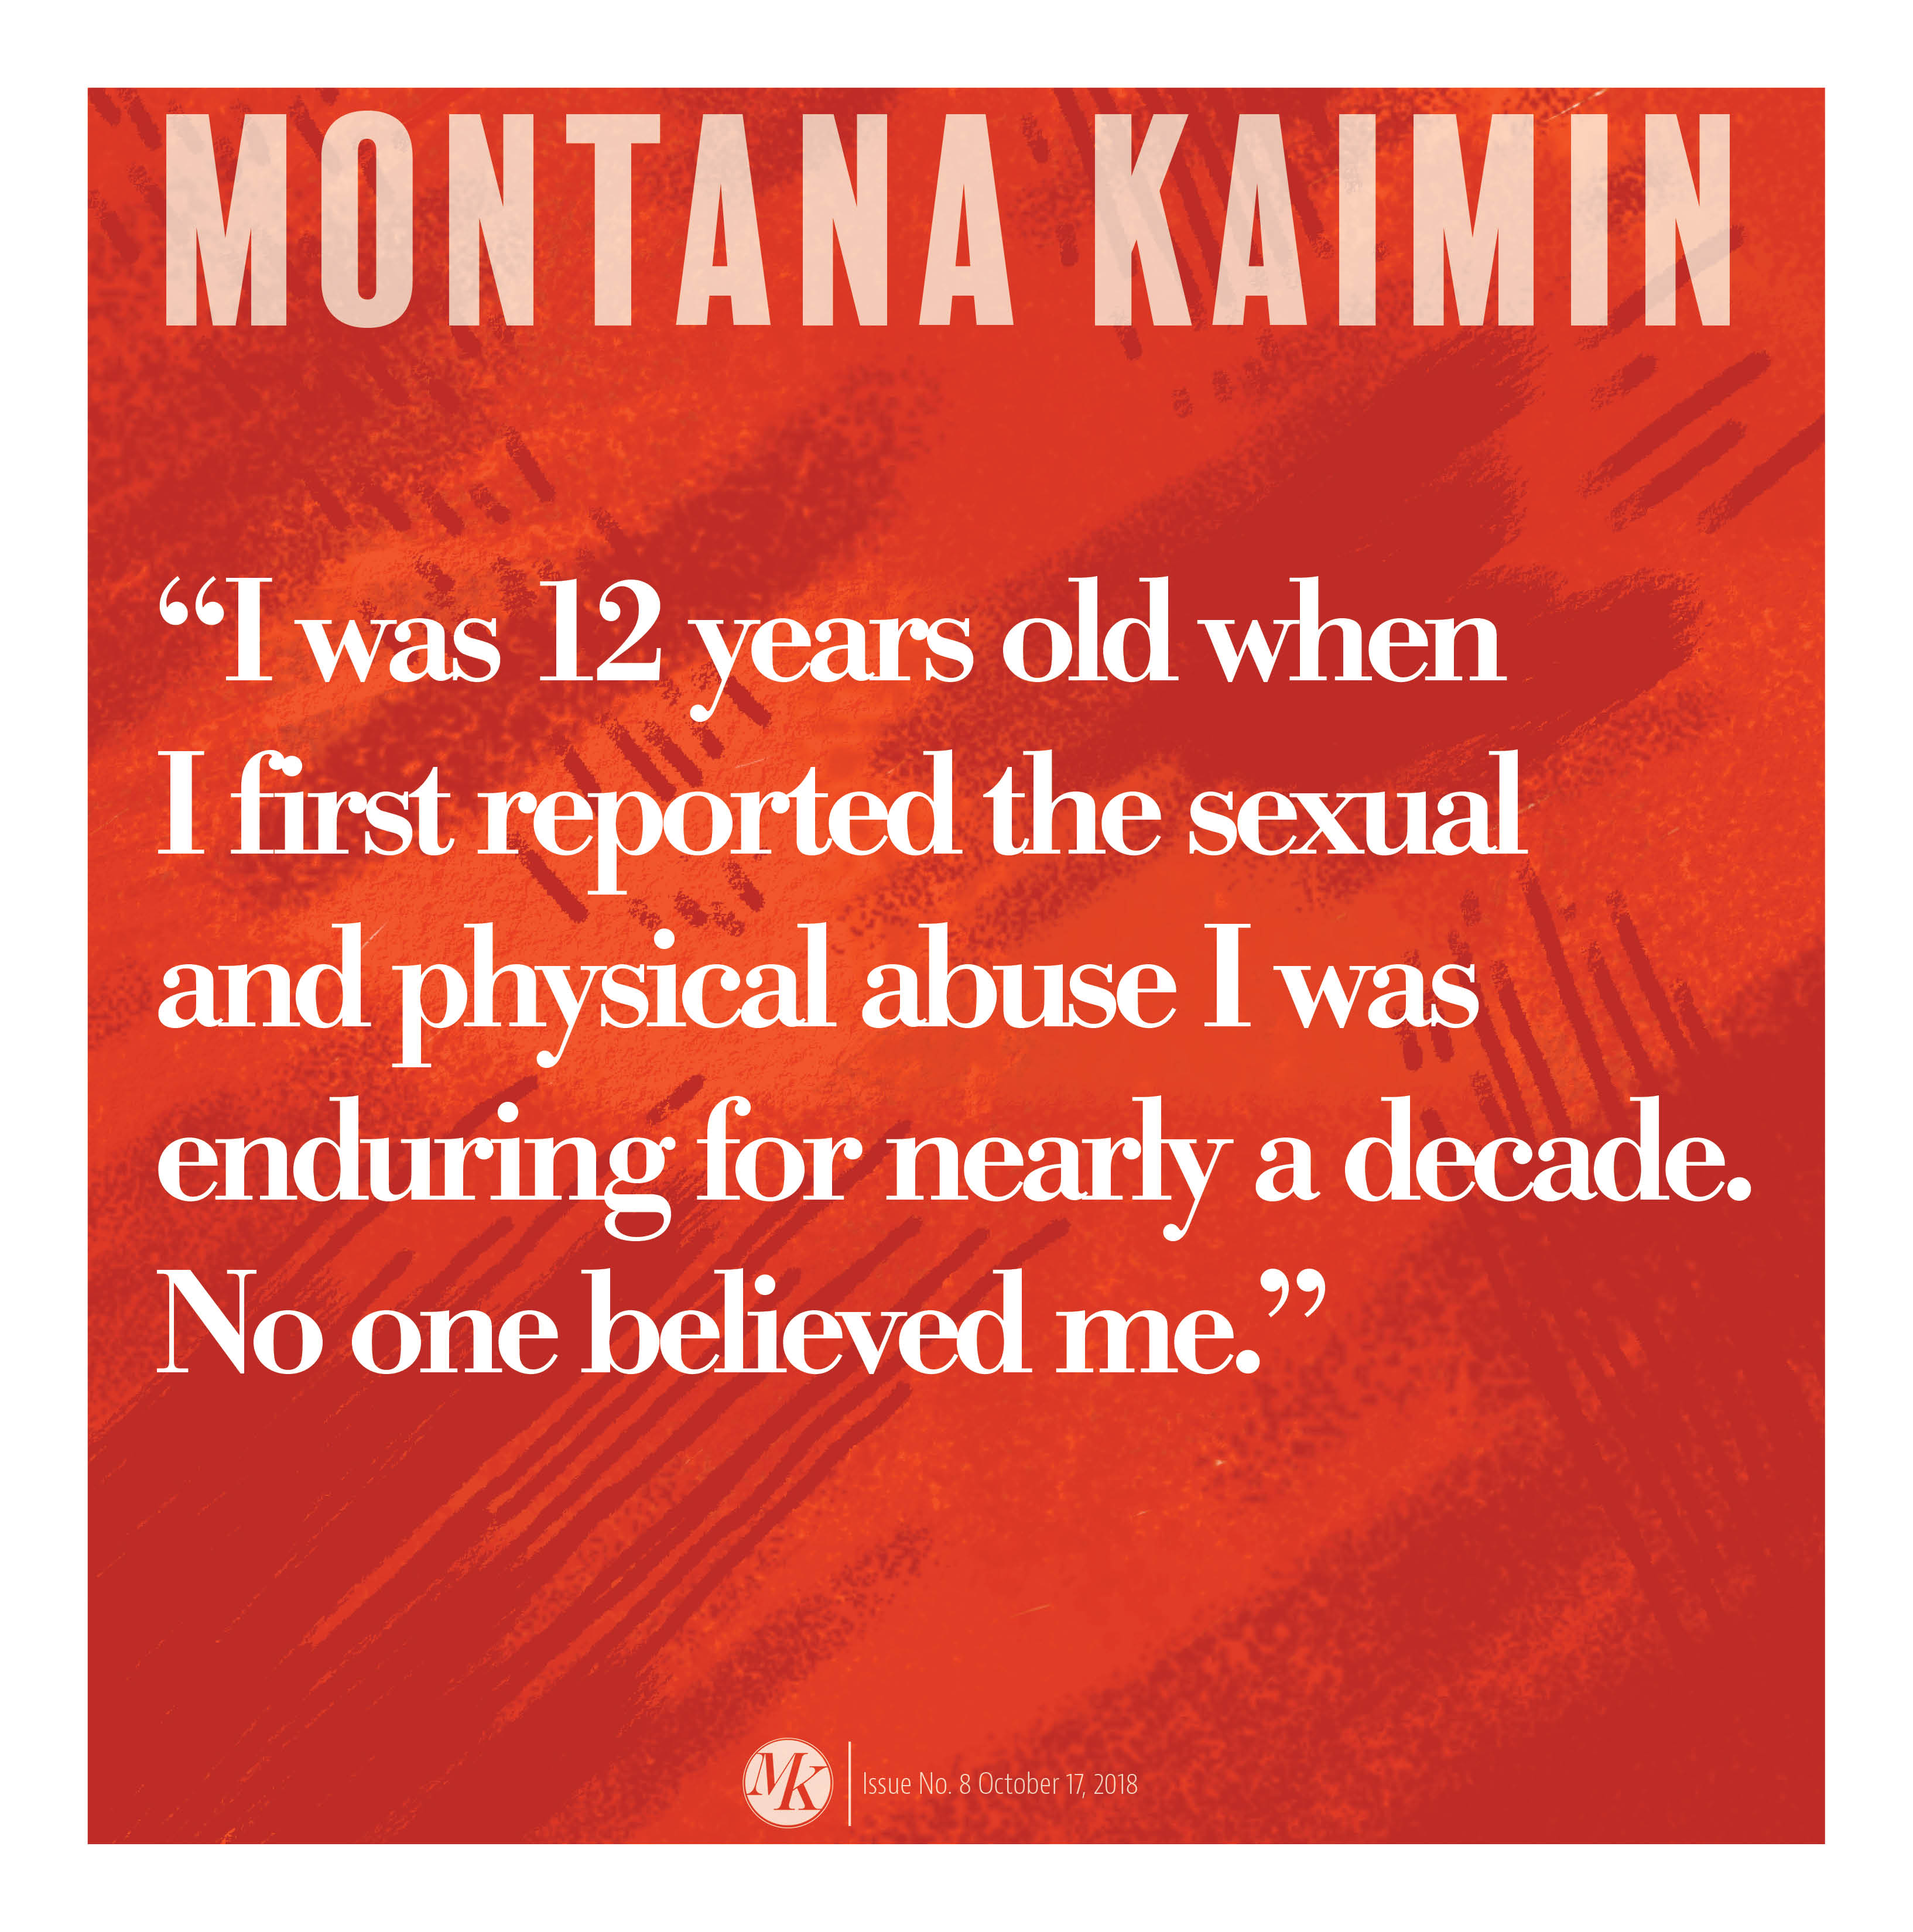 MONTANA KAIMIN
“I was 12 years old when
I first reported the sexual
and physical abuse I was
enduring for nearly a decade.
No one believed me.”
MK
Issue No. 8 October 17, 2018